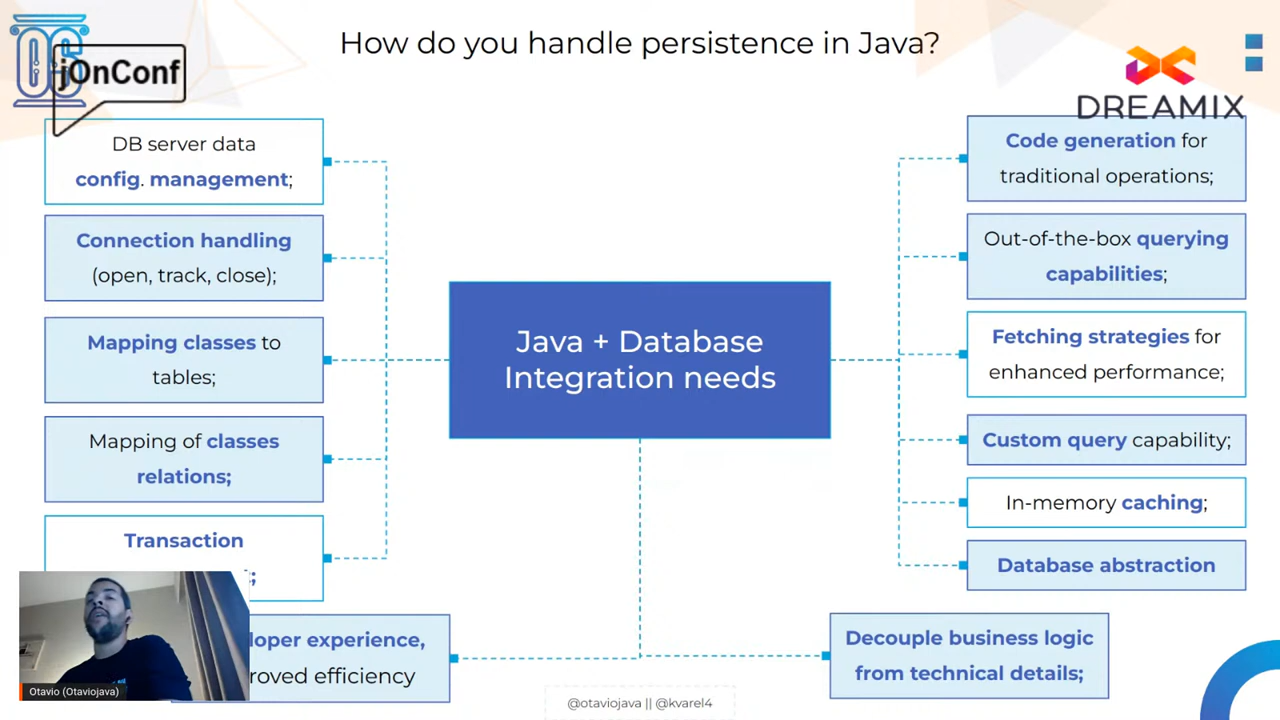 How do you handle persistence in Java?
jOnConf
DREAMIX
DB server data
config. management;
Connection handling
(open, track, close);
Mapping classes to
tables;
Mapping of classes
relations;
Transaction
Java + Database
Integration needs
Code generation for
traditional operations;
Out-of-the-box querying
capabilities;
Fetching strategies for
enhanced performance;
Custom query capability;
In-memory caching;
Database abstraction
loper experience,
roved efficiency
Decouple business logic
from technical details;
Otavio (Otaviojava)
@otaviojava || @kvarel4